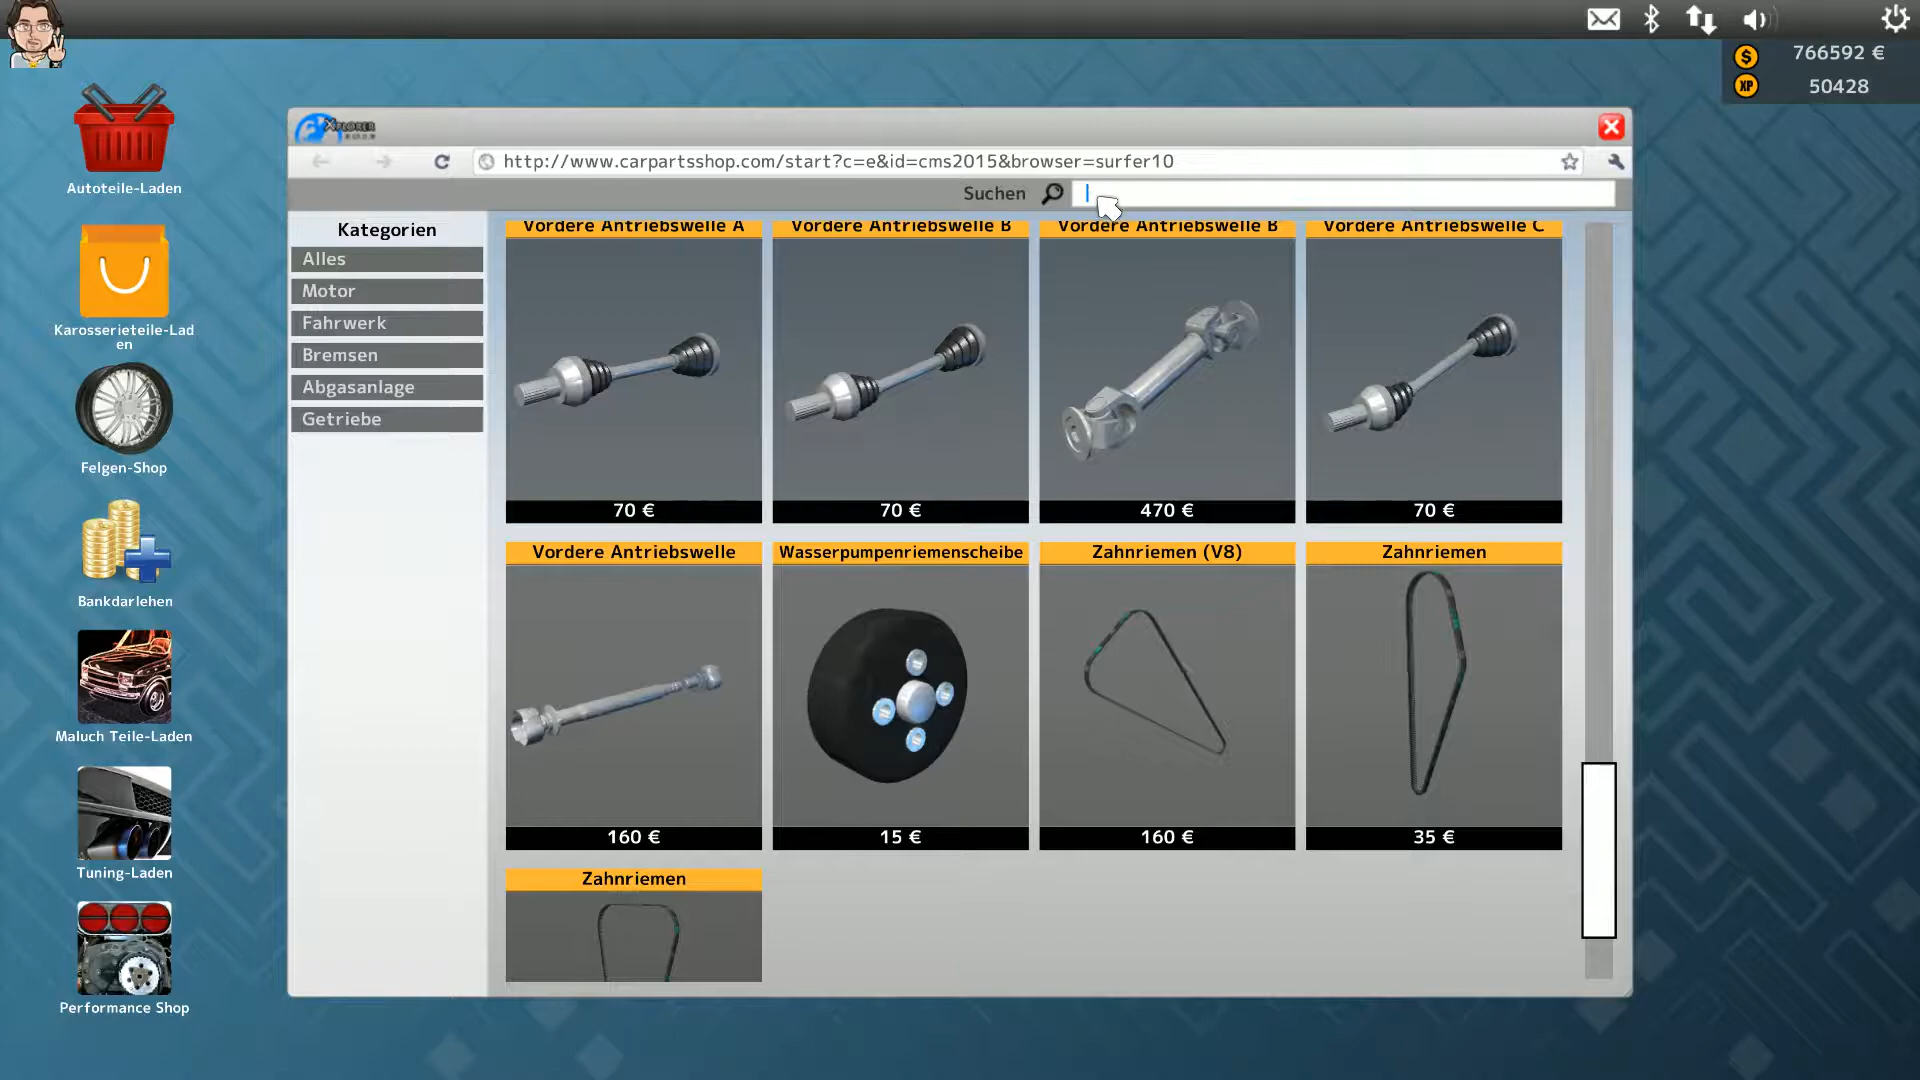 $ 766592 €
XP 50428
Autoteile-Laden
Karosserieteile-Lad
en
Felgen-Shop
Bankdarlehen
Maluch Teile-Laden
Tuning-Laden
Performance Shop
XPLORER
http://www.carpartsshop.com/start?c=e&id=cms2015&browser=surfer10
Suchen
Kategorien
Alles
Motor
Fahrwerk
Bremsen
Abgasanlage
Getriebe
Vordere Antriebswelle A
Vordere Antriebswelle B
Vordere Antriebswelle B
Vordere Antriebswelle C
70 €
70 €
470 €
70 €
Vordere Antriebswelle
Wasserpumpenriemenscheibe
Zahnriemen (V8)
Zahnriemen
160 €
15 €
160 €
35 €
Zahnriemen